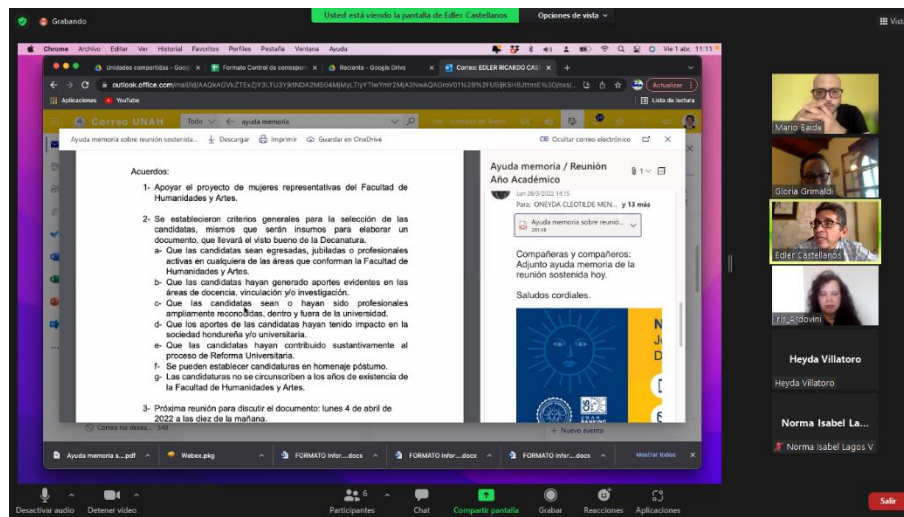 Grabando
Usted está viendo la pantalla de Edler Castellanos
Opciones de vista
Vist
Chrome Archivo Editar Ver Historial Favoritos Perfiles Pestaña Ventana Ayuda
Vie 1 abr. 11:11
Unidades compartidas - Goog
Formato Control de correspon
Reciente - Google Drive
Correo: EDLER RICARDO CAST
outlook.office.com
Actualizar
Aplicaciones
YouTube
Lista de lectura
Correo UNAH
Todo
ayuda memoria
Ayuda memoria sobre reunión sostenida...
Descargar
Imprimir
Guardar en OneDrive
Ocultar correo electrónico
Acuerdos:
1- Apoyar el proyecto de mujeres representativas del Facultad de
Humanidades y Artes.
2- Se establecieron criterios generales para la selección de las
candidatas, mismos que serán insumos para elaborar un
documento, que llevará el visto bueno de la Decanatura.
a- Que las candidatas sean egresadas, jubiladas o profesionales
activas en cualquiera de las áreas que conforman la Facultad de
Humanidades y Artes.
b- Que las candidatas hayan generado aportes evidentes en las
áreas de docencia, vinculación y/o investigación.
c- Que las candidatas sean o hayan sido profesionales
ampliamente reconocidas, dentro y fuera de la universidad.
d- Que los aportes de las candidatas hayan tenido impacto en la
sociedad hondureña y/o universitaria.
e- Que las candidatas hayan contribuido sustantivamente al
proceso de Reforma Universitaria.
f- Se pueden establecer candidaturas en homenaje póstumo.
g- Las candidaturas no se circunscriben a los años de existencia de
la Facultad de Humanidades y Artes.
3- Próxima reunión para discutir el documento: lunes 4 de abril de
2022 a las diez de la mañana.
Ayuda memoria / Reunión
Año Académico
1
Para: ONEYDA CLEOTILDE MEN... y 13 más
Ayuda memoria sobre reunió...
Compañeras y compañeros:
Adjunto ayuda memoria de la
reunión sostenida hoy.
Saludos cordiales.
N
J
D
UNAH
Correo no desea... 349
Nuevo evento
Ayuda memoria s....pdf
Webex.pkg
FORMATO Infor....docx
FORMATO Infor....docx
FORMATO Infor....docx
Mostrar todos
Mario Baide
Gloria Grimaldi
Edler Castellanos
Iris_Ardovini
Heyda Villatoro
Heyda Villatoro
Norma Isabel La...
Norma Isabel Lagos V
Desactivar audio
Detener video
6
Participantes
Chat
Compartir pantalla
Grabar
Reacciones
Aplicaciones
Salir